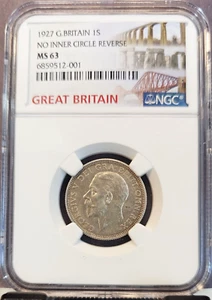 1927 G.BRITAIN 1S
NO INNER CIRCLE REVERSE
MS 63
6859512-001
GREAT BRITAIN
NGC